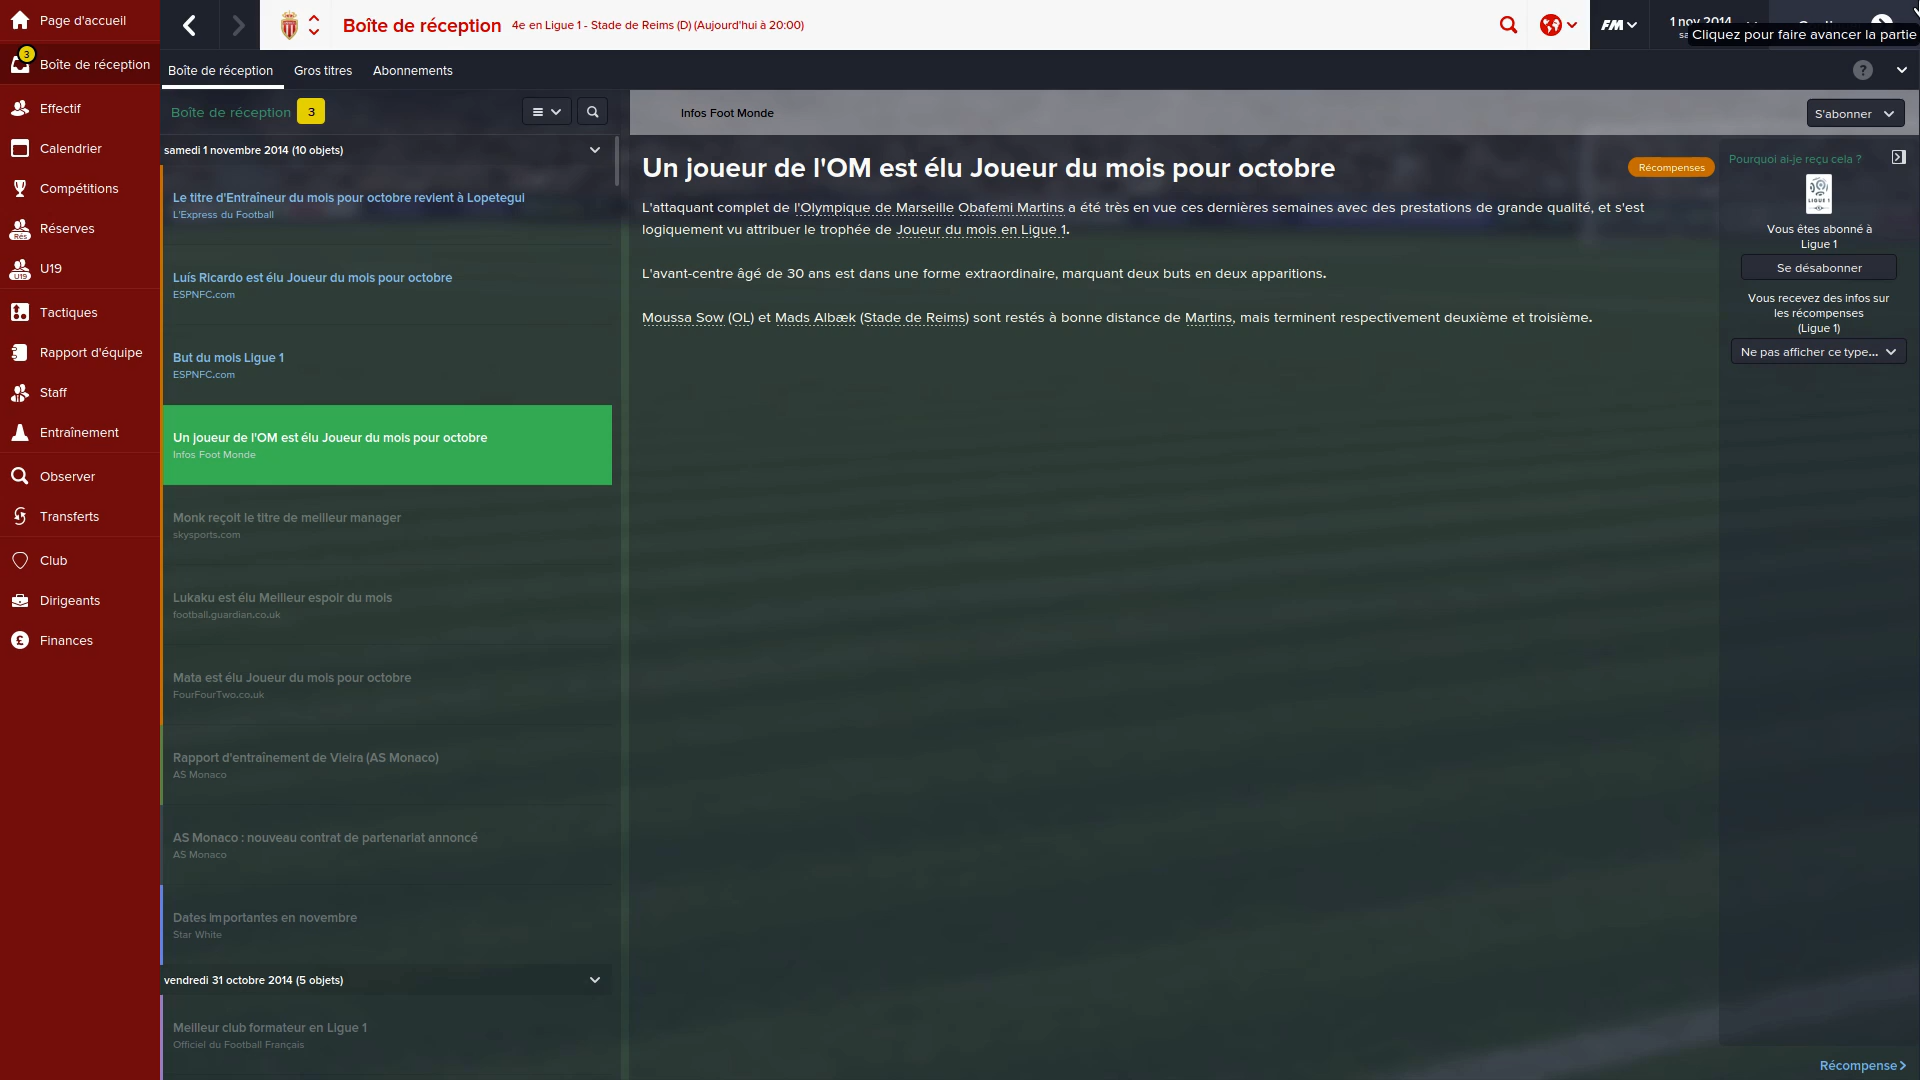 Page d'accueil
3
Boîte de réception
Effectif
Calendrier
Compétitions
Rés
Réserves
U19
U19
Tactiques
Rapport d'équipe
Staff
Entraînement
Observer
Transferts
Club
Dirigeants
£
Finances
Boîte de réception
4e en Ligue 1 - Stade de Reims (D) (Aujourd'hui à 20:00)
FM
1 nov 2014
Cliquez pour faire avancer la partie
Boîte de réception
Gros titres
Abonnements
?
Boîte de réception
3
samedi 1 novembre 2014 (10 objets)
Le titre d'Entraîneur du mois pour octobre revient à Lopetegui
L'Express du Football
Luís Ricardo est élu Joueur du mois pour octobre
ESPNFC.com
But du mois Ligue 1
ESPNFC.com
Un joueur de l'OM est élu Joueur du mois pour octobre
Infos Foot Monde
Monk reçoit le titre de meilleur manager
skysports.com
Lukaku est élu Meilleur espoir du mois
football.guardian.co.uk
Mata est élu Joueur du mois pour octobre
FourFourTwo.co.uk
Rapport d'entraînement de Vieira (AS Monaco)
AS Monaco
AS Monaco : nouveau contrat de partenariat annoncé
AS Monaco
Dates importantes en novembre
Star White
vendredi 31 octobre 2014 (5 objets)
Meilleur club formateur en Ligue 1
Officiel du Football Français
Infos Foot Monde
S'abonner
Un joueur de l'OM est élu Joueur du mois pour octobre
Récompenses
L'attaquant complet de l'Olympique de Marseille Obafemi Martins a été très en vue ces dernières semaines avec des prestations de grande qualité, et s'est
logiquement vu attribuer le trophée de Joueur du mois en Ligue 1.
L'avant-centre âgé de 30 ans est dans une forme extraordinaire, marquant deux buts en deux apparitions.
Moussa Sow (OL) et Mads Albæk (Stade de Reims) sont restés à bonne distance de Martins, mais terminent respectivement deuxième et troisième.
Pourquoi ai-je reçu cela ?
LIGUE 1
Vous êtes abonné à
Ligue 1
Se désabonner
Vous recevez des infos sur
les récompenses
(Ligue 1)
Ne pas afficher ce type...
Récompense